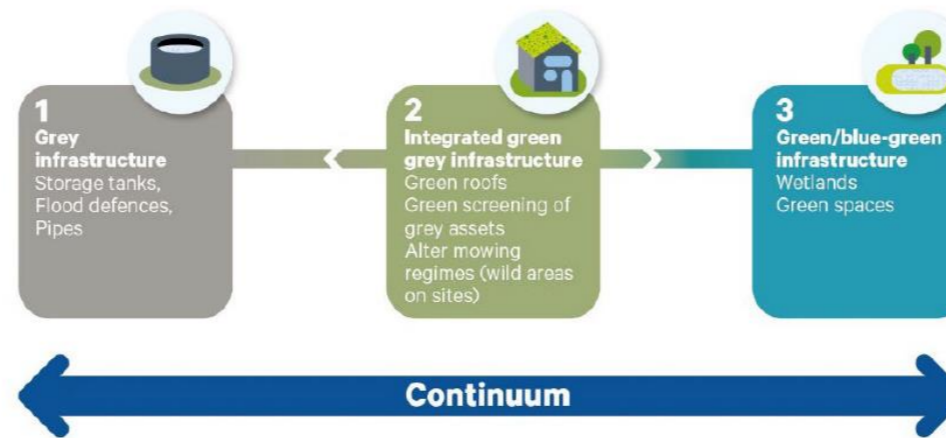 1
Grey
infrastructure
Storage tanks,
Flood defences,
Pipes
2
Integrated green
grey infrastructure
Green roofs
Green screening of
grey assets
Alter mowing
regimes (wild areas
on sites)
3
Green/blue-green
infrastructure
Wetlands
Green spaces
Continuum